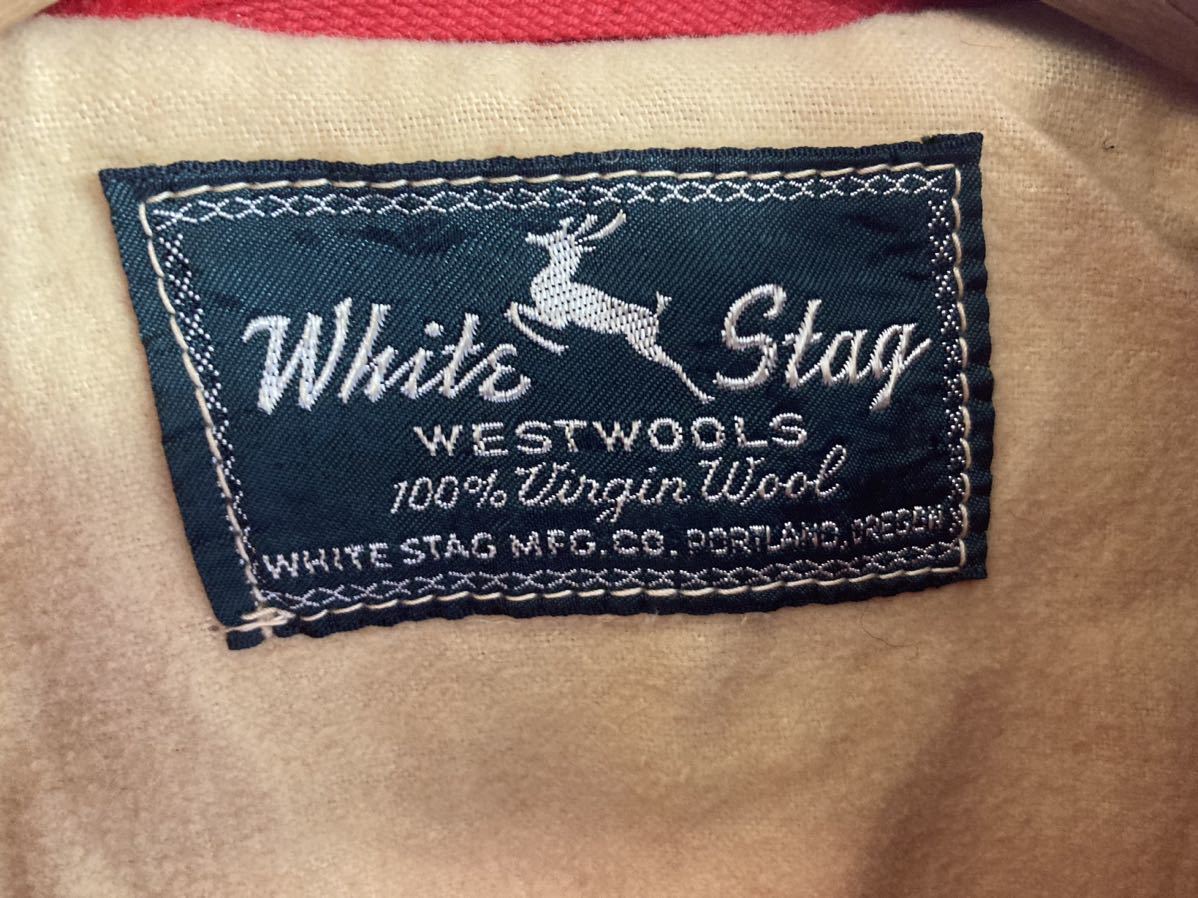 White Stag
WESTWOOLS
100% Virgin Wool
WHITE STAG MFG. CO. PORTLAND, OREGON